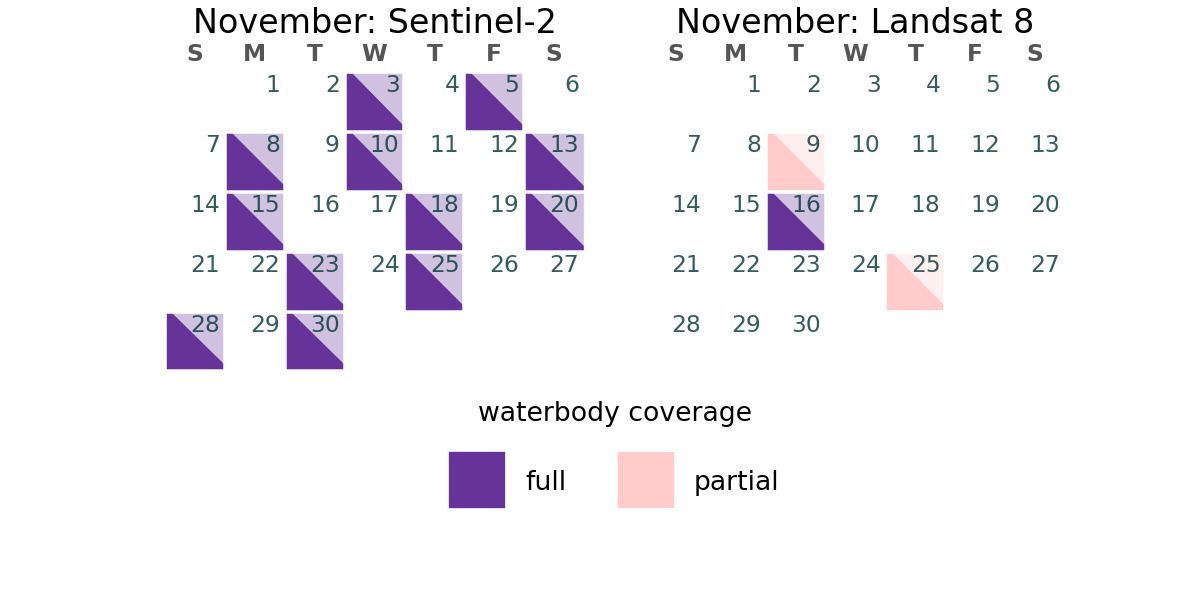 November: Sentinel-2
S M T W T F S
1 2 3 4 5 6
7 8 9 10 11 12 13
14 15 16 17 18 19 20
21 22 23 24 25 26 27
28 29 30
November: Landsat 8
S M T W T F S
1 2 3 4 5 6
7 8 9 10 11 12 13
14 15 16 17 18 19 20
21 22 23 24 25 26 27
28 29 30
waterbody coverage
full
partial